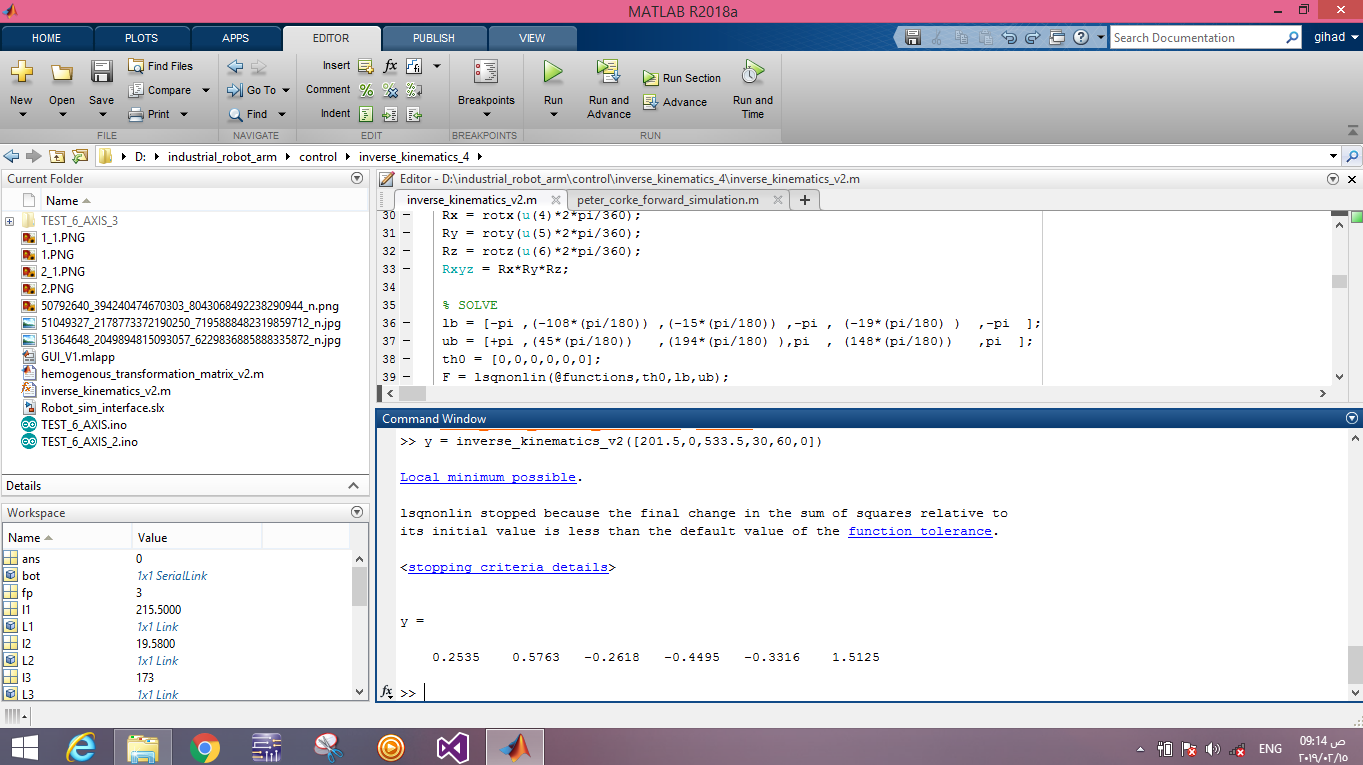 MATLAB R2018a
HOME PLOTS APPS EDITOR PUBLISH VIEW Search Documentation gihad
New Open Save Find Files Compare Print
Go To Find
Insert Comment Indent fx
Breakpoints
Run Run and Advance Run Section Advance Run and Time
FILE NAVIGATE EDIT BREAKPOINTS RUN
D: industrial_robot_arm control inverse_kinematics_4
Current Folder
Name
TEST_6_AXIS_3
1_1.PNG
1.PNG
2_1.PNG
2.PNG
50792640_394240474670303_8043068492238290944_n.png
51049327_2178773372190250_7195888482319859712_n.jpg
51364648_2049894815093057_6229836885888335872_n.jpg
GUI_V1.mlapp
hemogenous_transformation_matrix_v2.m
inverse_kinematics_v2.m
Robot_sim_interface.slx
TEST_6_AXIS.ino
TEST_6_AXIS_2.ino
Details
Workspace
Name Value
ans 0
bot 1x1 SerialLink
fp 3
l1 215.5000
L1 1x1 Link
l2 19.5800
L2 1x1 Link
l3 173
L3 1x1 Link
Editor - D:\industrial_robot_arm\control\inverse_kinematics_4\inverse_kinematics_v2.m
inverse_kinematics_v2.m peter_corke_forward_simulation.m
30 Rx = rotx(u(4)*2*pi/360);
31 Ry = roty(u(5)*2*pi/360);
32 Rz = rotz(u(6)*2*pi/360);
33 Rxyz = Rx*Ry*Rz;
34
35 % SOLVE
36 lb = [-pi ,(-108*(pi/180)) ,(-15*(pi/180)) ,-pi , (-19*(pi/180) ) ,-pi ];
37 ub = [+pi ,(45*(pi/180)) ,(194*(pi/180) ),pi , (148*(pi/180)) ,pi ];
38 th0 = [0,0,0,0,0,0];
39 F = lsqnonlin(@functions,th0,lb,ub);
Command Window
>> y = inverse_kinematics_v2([201.5,0,533.5,30,60,0])
Local minimum possible.
lsqnonlin stopped because the final change in the sum of squares relative to
its initial value is less than the default value of the function tolerance.
<stopping criteria details>
y =
0.2535 0.5763 -0.2618 -0.4495 -0.3316 1.5125
fx >>
ENG
09:14 ص
٢٠١٩/٠٢/١٥